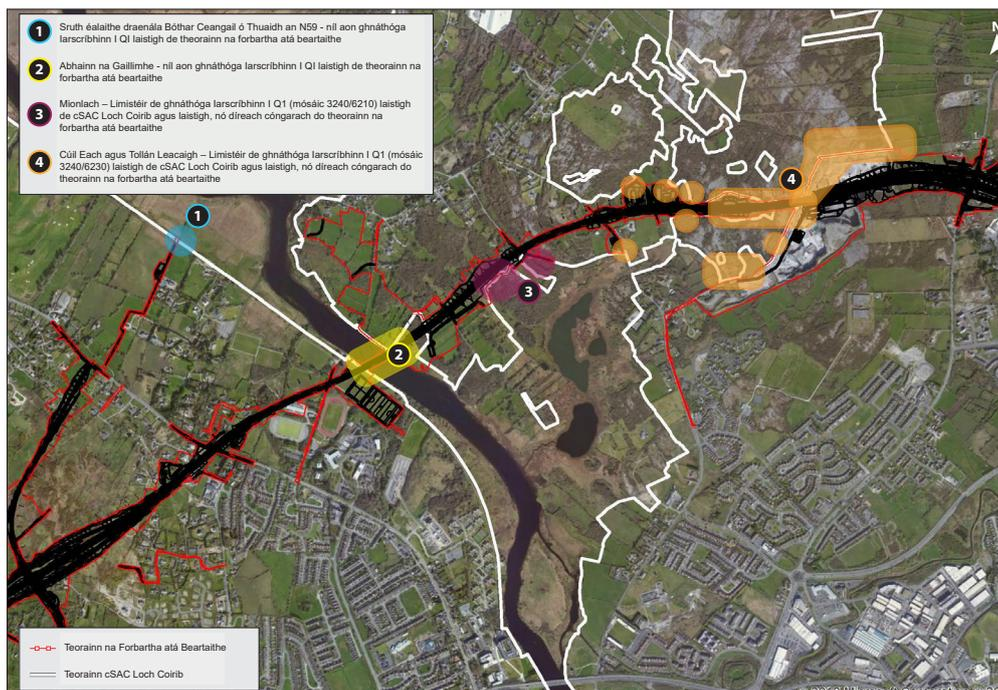 1 Sruth éalaithe draenála Bóthar Ceangail ó Thuaidh an N59 - níl aon ghnáthóga
Iarscríbhinn I QI laistigh de theorainn na forbartha atá beartaithe
2 Abhainn na Gaillimhe - níl aon ghnáthóga Iarscríbhinn I QI laistigh de theorainn na
forbartha atá beartaithe
3 Mionlach – Limistéir de ghnáthóga Iarscríbhinn I Q1 (mósáic 3240/6210) laistigh
de cSAC Loch Coirib agus laistigh, nó díreach cóngarach do theorainn na
forbartha atá beartaithe
4 Cúil Each agus Tollán Leacaigh – Limistéir de ghnáthóga Iarscríbhinn I Q1 (mósáic
3240/6230) laistigh de cSAC Loch Coirib agus laistigh, nó díreach cóngarach do
theorainn na forbartha atá beartaithe
N
1
4
3
2
Teorainn na Forbartha atá Beartaithe
Teorainn cSAC Loch Coirib